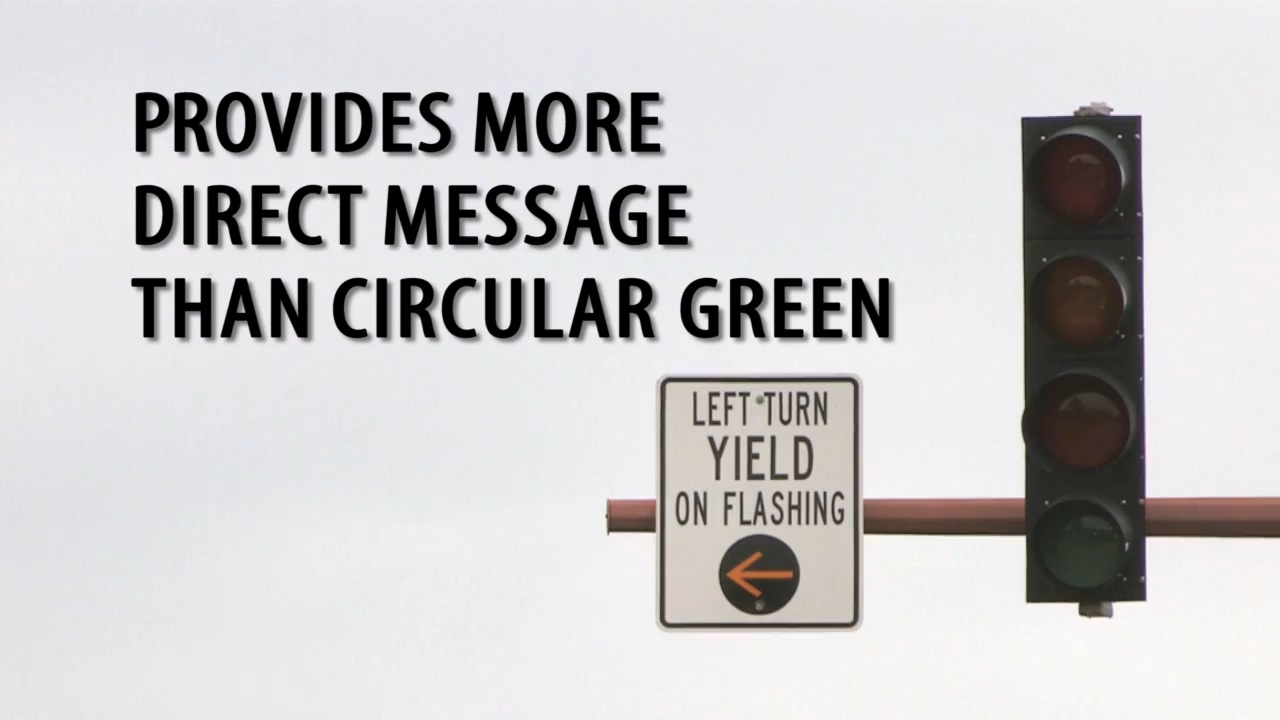 PROVIDES MORE
DIRECT MESSAGE
THAN CIRCULAR GREEN
LEFT TURN
YIELD
ON FLASHING